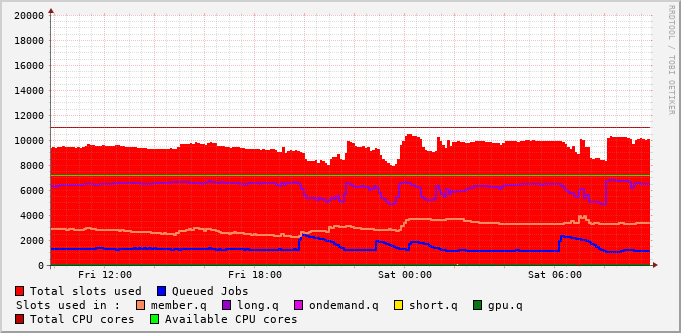 20000
18000
16000
14000
12000
10000
8000
6000
4000
2000
0
Fri 12:00 Fri 18:00 Sat 00:00 Sat 06:00
RRDTOOL / TOBI OETIKER
Total slots used Queued Jobs
Slots used in : member.q long.q ondemand.q short.q gpu.q
Total CPU cores Available CPU cores